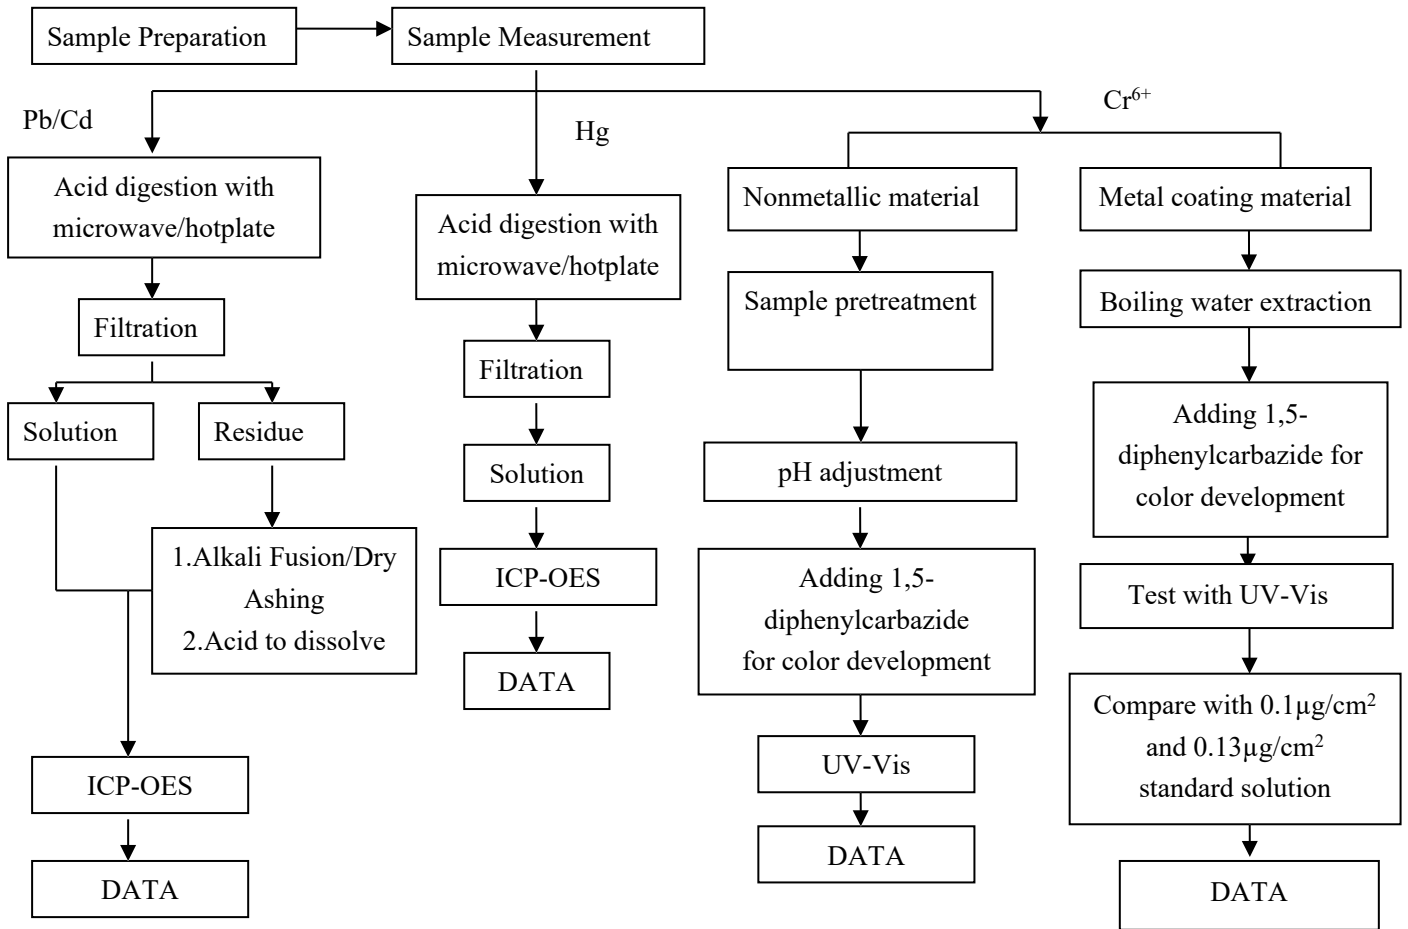 Sample Preparation
Sample Measurement
Pb/Cd
Hg
Cr⁶⁺
Acid digestion with
microwave/hotplate
Filtration
Solution
Residue
1.Alkali Fusion/Dry
Ashing
2.Acid to dissolve
ICP-OES
DATA
Acid digestion with
microwave/hotplate
Filtration
Solution
ICP-OES
DATA
Nonmetallic material
Sample pretreatment
pH adjustment
Adding 1,5-
diphenylcarbazide
for color development
UV-Vis
DATA
Metal coating material
Boiling water extraction
Adding 1,5-
diphenylcarbazide for
color development
Test with UV-Vis
Compare with 0.1µg/cm²
and 0.13µg/cm²
standard solution
DATA